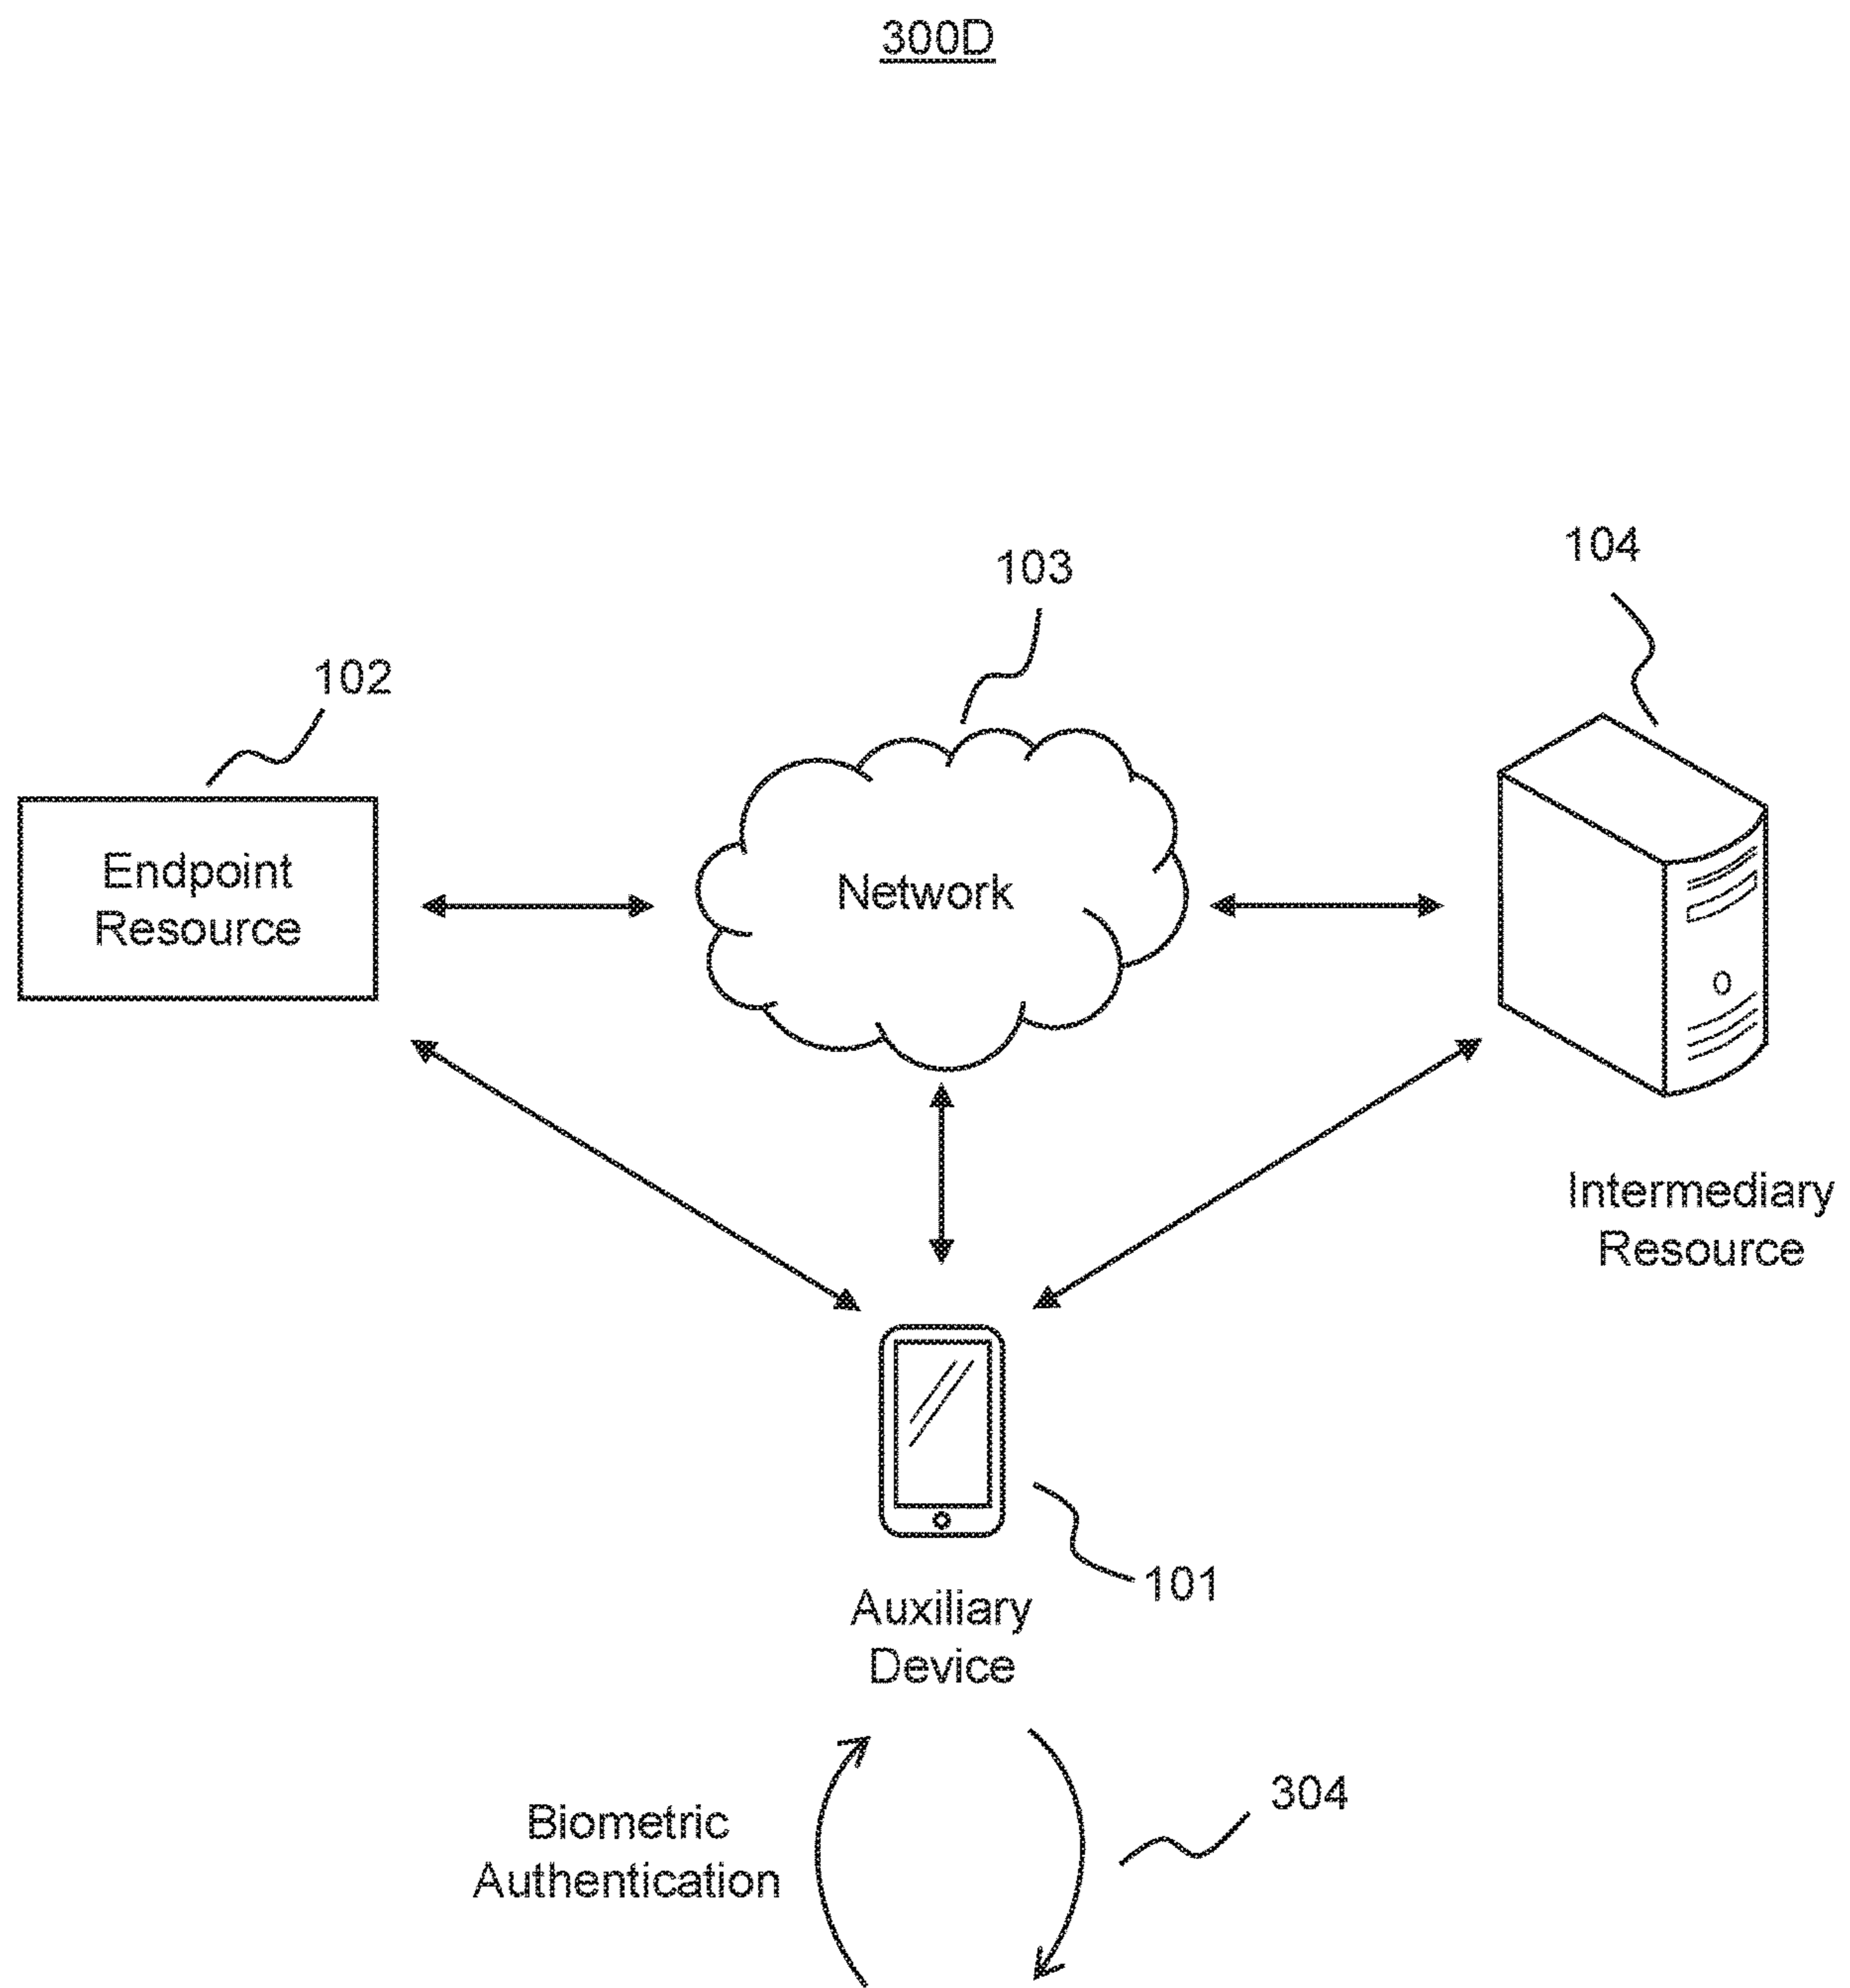 300D
103
104
102
Endpoint
Resource
Network
Intermediary
Resource
101
Auxiliary
Device
304
Biometric
Authentication